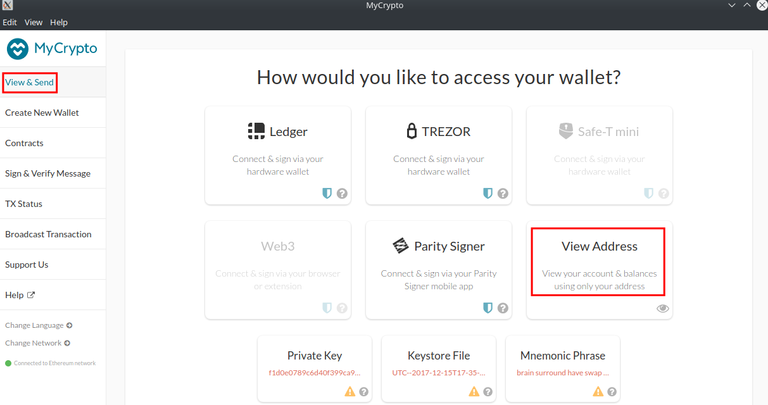 MyCrypto
Edit View Help
MyCrypto
View & Send
Create New Wallet
Contracts
Sign & Verify Message
TX Status
Broadcast Transaction
Support Us
Help
Change Language
Change Network
Connected to Ethereum network
How would you like to access your wallet?
Ledger
Connect & sign via your
hardware wallet
TREZOR
Connect & sign via your
hardware wallet
Safe-T mini
Connect & sign via your
hardware wallet
Web3
Connect & sign via your browser
or extension
Parity Signer
Connect & sign via your Parity
Signer mobile app
View Address
View your account & balances
using only your address
Private Key
f1d0e0789c6d40f399ca9...
Keystore File
UTC--2017-12-15T17-35-...
Mnemonic Phrase
brain surround have swap ...